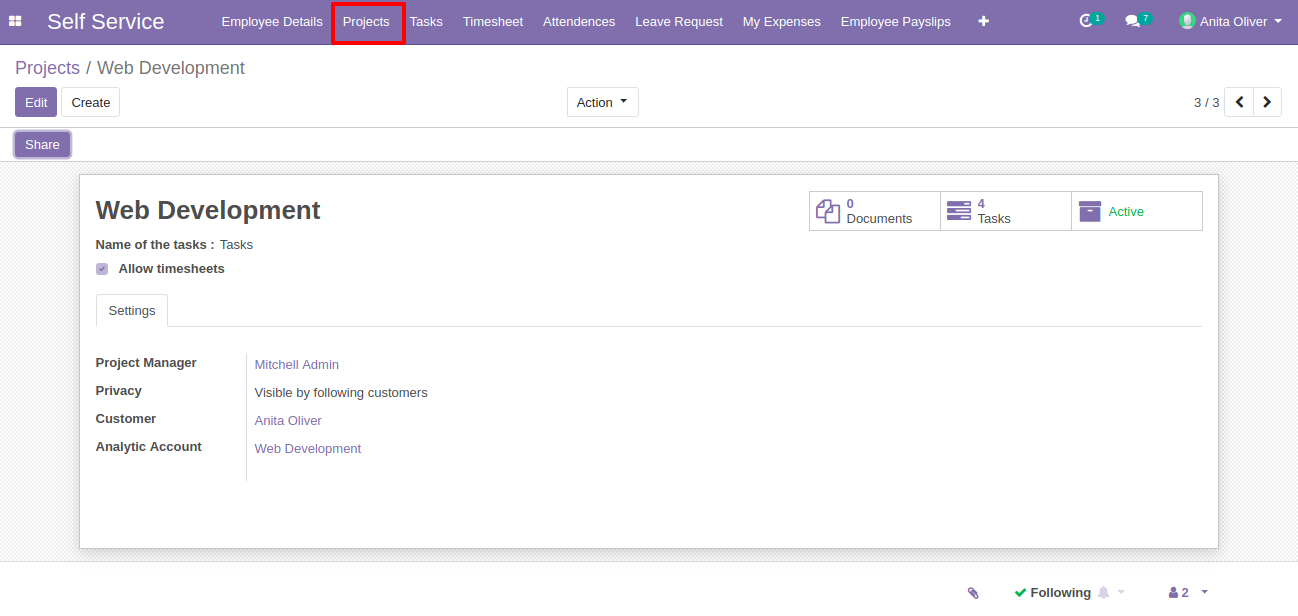 Self Service Employee Details Projects Tasks Timesheet Attendences Leave Request My Expenses Employee Payslips 1 7 Anita Oliver
Projects / Web Development
Edit Create Action 3 / 3
Share
Web Development
0 Documents
4 Tasks
Active
Name of the tasks : Tasks
Allow timesheets
Settings
Project Manager Mitchell Admin
Privacy Visible by following customers
Customer Anita Oliver
Analytic Account Web Development
Following 2